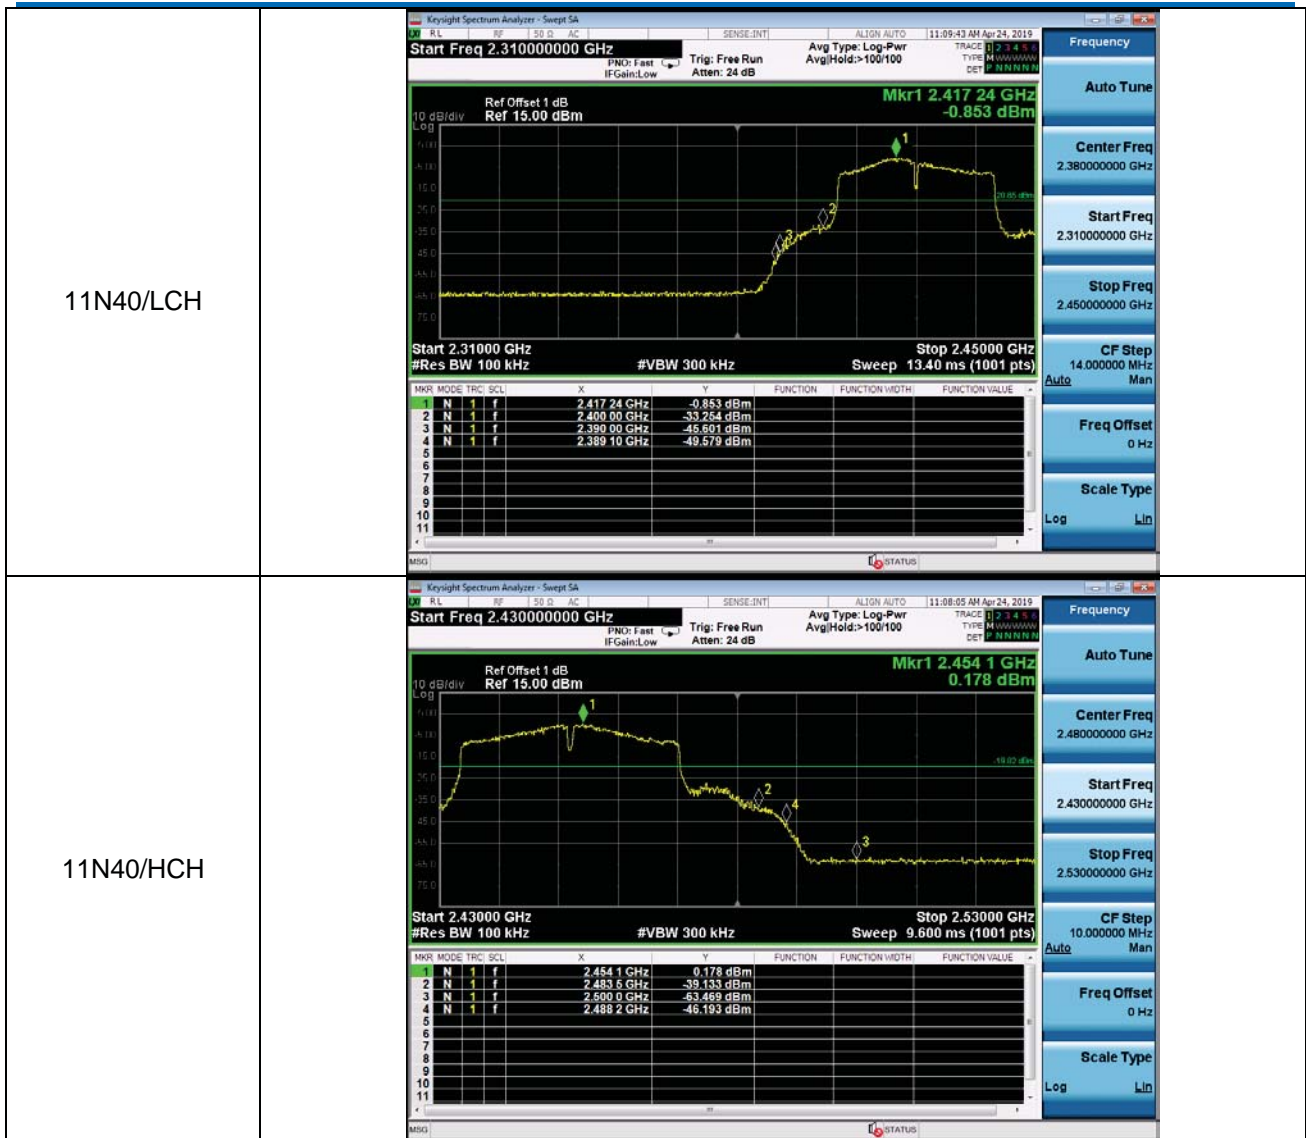 11N40/LCH
Keysight Spectrum Analyzer - Swept SA
RL RF 50 Ω AC SENSE:INT ALIGN AUTO 11:09:43 AM Apr 24, 2019
Start Freq 2.310000000 GHz
PNO: Fast
IFGain:Low
Trig: Free Run
Atten: 24 dB
Avg Type: Log-Pwr
Avg|Hold:>100/100
TRACE 1 2 3 4 5 6
TYPE M WWWWW
DET P NNNNN
Mkr1 2.417 24 GHz
-0.853 dBm
Ref Offset 1 dB
10 dB/div Ref 15.00 dBm
Log
1
2
3
Start 2.31000 GHz Stop 2.45000 GHz
#Res BW 100 kHz #VBW 300 kHz Sweep 13.40 ms (1001 pts)
MKR MODE TRC SCL X Y FUNCTION FUNCTION WIDTH FUNCTION VALUE
1 N 1 f 2.417 24 GHz -0.853 dBm
2 N 1 f 2.400 00 GHz -33.254 dBm
3 N 1 f 2.390 00 GHz -45.601 dBm
4 N 1 f 2.389 10 GHz -49.579 dBm
5
6
7
8
9
10
11
MSG STATUS
Frequency
Auto Tune
Center Freq
2.380000000 GHz
Start Freq
2.310000000 GHz
Stop Freq
2.450000000 GHz
CF Step
14.000000 MHz
Auto Man
Freq Offset
0 Hz
Scale Type
Log Lin
11N40/HCH
Keysight Spectrum Analyzer - Swept SA
RL RF 50 Ω AC SENSE:INT ALIGN AUTO 11:08:05 AM Apr 24, 2019
Start Freq 2.430000000 GHz
PNO: Fast
IFGain:Low
Trig: Free Run
Atten: 24 dB
Avg Type: Log-Pwr
Avg|Hold:>100/100
TRACE 1 2 3 4 5 6
TYPE M WWWWW
DET P NNNNN
Mkr1 2.454 1 GHz
0.178 dBm
Ref Offset 1 dB
10 dB/div Ref 15.00 dBm
Log
1
-19.82 dBm
2
4
3
Start 2.43000 GHz Stop 2.53000 GHz
#Res BW 100 kHz #VBW 300 kHz Sweep 9.600 ms (1001 pts)
MKR MODE TRC SCL X Y FUNCTION FUNCTION WIDTH FUNCTION VALUE
1 N 1 f 2.454 1 GHz 0.178 dBm
2 N 1 f 2.483 5 GHz -39.133 dBm
3 N 1 f 2.500 0 GHz -63.469 dBm
4 N 1 f 2.488 2 GHz -46.193 dBm
5
6
7
8
9
10
11
MSG STATUS
Frequency
Auto Tune
Center Freq
2.480000000 GHz
Start Freq
2.430000000 GHz
Stop Freq
2.530000000 GHz
CF Step
10.000000 MHz
Auto Man
Freq Offset
0 Hz
Scale Type
Log Lin